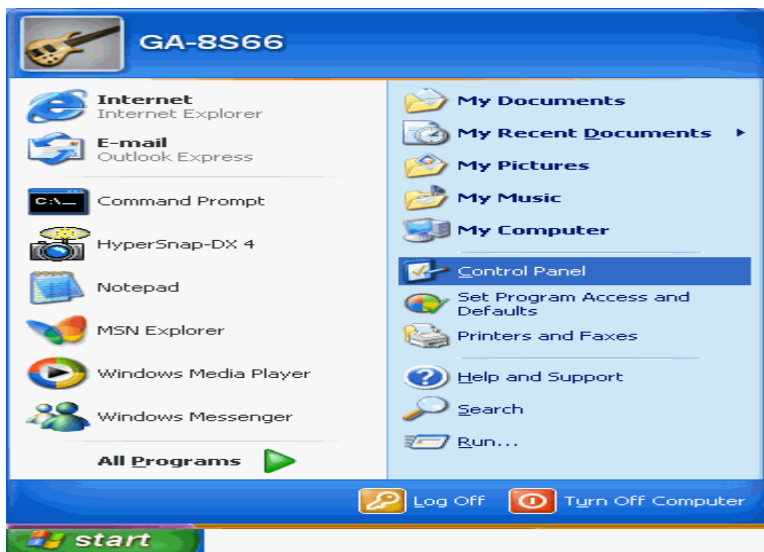 GA-8S66
Internet
Internet Explorer
E-mail
Outlook Express
C:\_
Command Prompt
HyperSnap-DX 4
Notepad
MSN Explorer
Windows Media Player
Windows Messenger
All Programs
My Documents
My Recent Documents
My Pictures
My Music
My Computer
Control Panel
Set Program Access and
Defaults
Printers and Faxes
Help and Support
Search
Run...
Log Off
Turn Off Computer
start